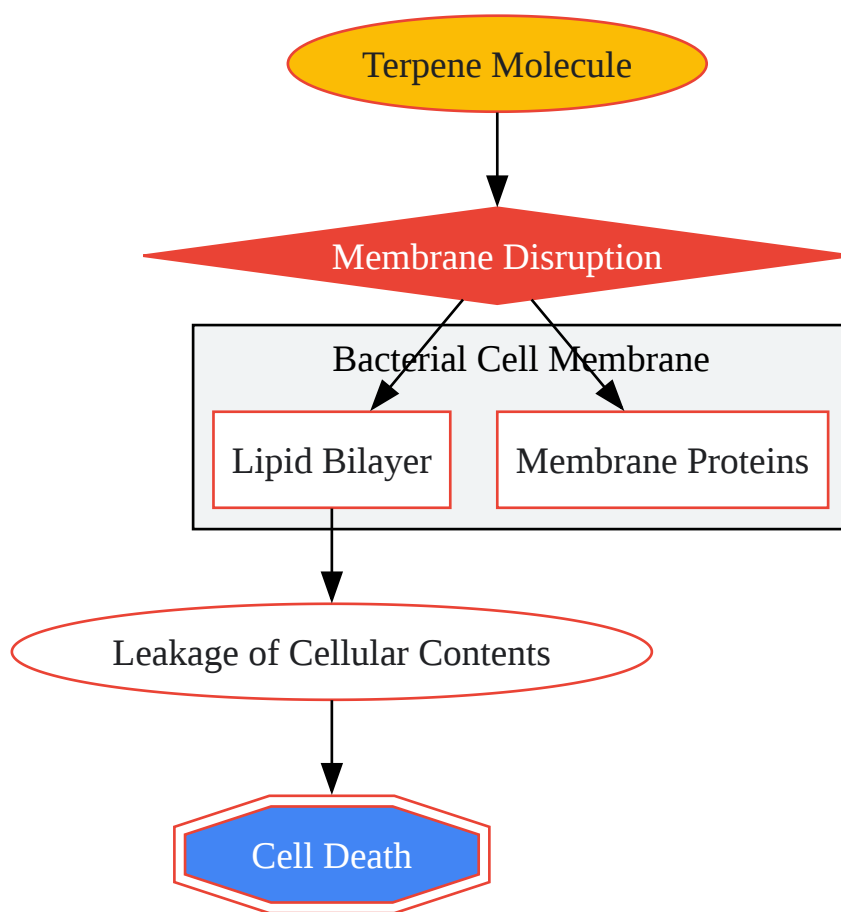 Terpene Molecule
Membrane Disruption
Bacterial Cell Membrane
Lipid Bilayer
Membrane Proteins
Leakage of Cellular Contents
Cell Death